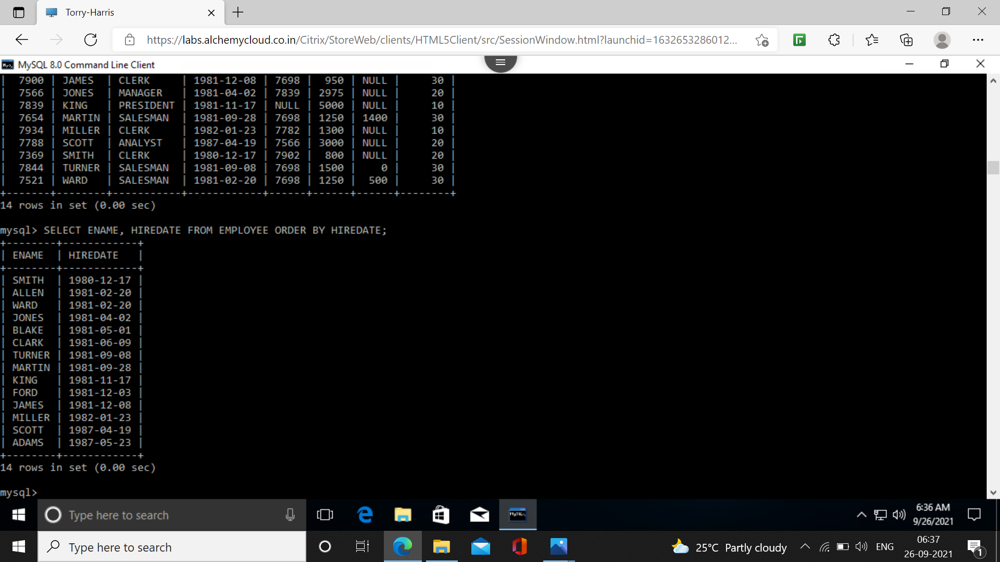 Torry-Harris
https://labs.alchemycloud.co.in/Citrix/StoreWeb/clients/HTML5Client/src/SessionWindow.html?launchid=1632653286012...
MySQL 8.0 Command Line Client
| 7900 | JAMES | CLERK | 1981-12-08 | 7698 | 950 | NULL | 30 |
| 7566 | JONES | MANAGER | 1981-04-02 | 7839 | 2975 | NULL | 20 |
| 7839 | KING | PRESIDENT | 1981-11-17 | NULL | 5000 | NULL | 10 |
| 7654 | MARTIN | SALESMAN | 1981-09-28 | 7698 | 1250 | 1400 | 30 |
| 7934 | MILLER | CLERK | 1982-01-23 | 7782 | 1300 | NULL | 10 |
| 7788 | SCOTT | ANALYST | 1987-04-19 | 7566 | 3000 | NULL | 20 |
| 7369 | SMITH | CLERK | 1980-12-17 | 7902 | 800 | NULL | 20 |
| 7844 | TURNER | SALESMAN | 1981-09-08 | 7698 | 1500 | 0 | 30 |
| 7521 | WARD | SALESMAN | 1981-02-20 | 7698 | 1250 | 500 | 30 |
+-------+--------+-----------+------------+------+------+------+--------+
14 rows in set (0.00 sec)
mysql> SELECT ENAME, HIREDATE FROM EMPLOYEE ORDER BY HIREDATE;
+--------+------------+
| ENAME | HIREDATE |
+--------+------------+
| SMITH | 1980-12-17 |
| ALLEN | 1981-02-20 |
| WARD | 1981-02-20 |
| JONES | 1981-04-02 |
| BLAKE | 1981-05-01 |
| CLARK | 1981-06-09 |
| TURNER | 1981-09-08 |
| MARTIN | 1981-09-28 |
| KING | 1981-11-17 |
| FORD | 1981-12-03 |
| JAMES | 1981-12-08 |
| MILLER | 1982-01-23 |
| SCOTT | 1987-04-19 |
| ADAMS | 1987-05-23 |
+--------+------------+
14 rows in set (0.00 sec)
mysql>
Type here to search
6:36 AM
9/26/2021
Type here to search
25°C Partly cloudy
ENG
06:37
26-09-2021
1